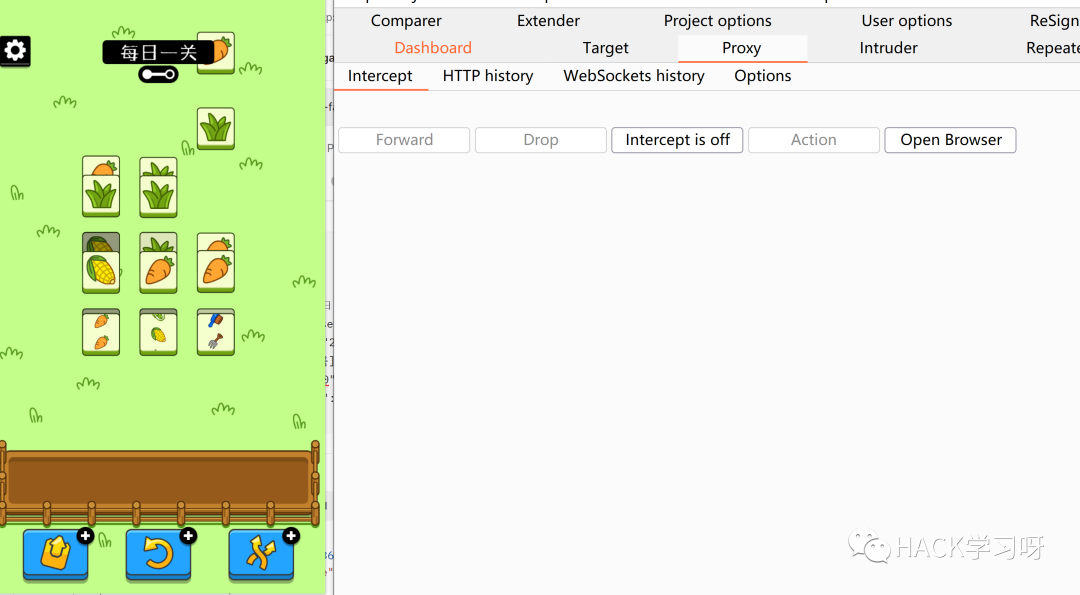 每日一关
Comparer Extender Project options User options ReSign
Dashboard Target Proxy Intruder Repeate
Intercept HTTP history WebSockets history Options
Forward Drop Intercept is off Action Open Browser
HACK学习呀